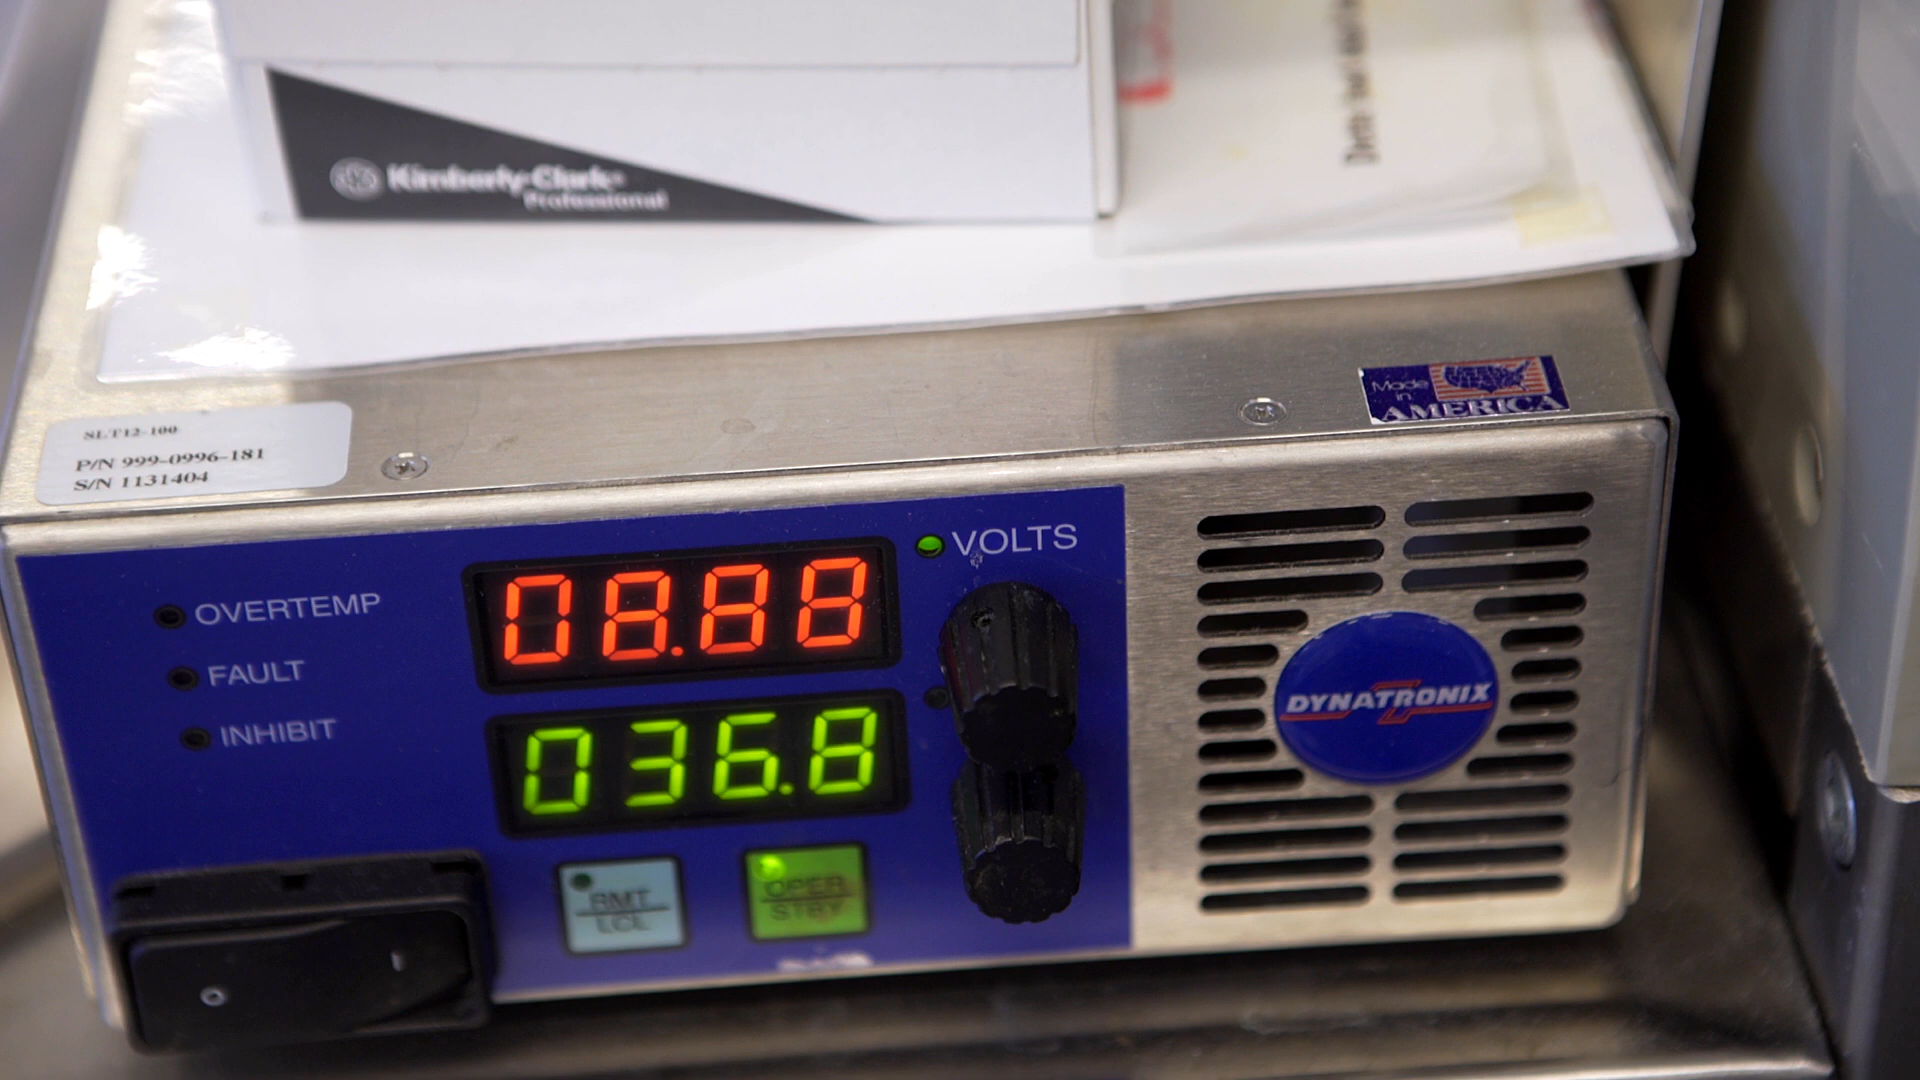 Kimberly-Clark
Professional
Made
in
AMERICA
SLT12-100
P/N 999-0996-181
S/N 1131404
VOLTS
OVERTEMP
FAULT
INHIBIT
08.88
036.8
DYNATRONIX
RMT
LCL
OPER
STBY